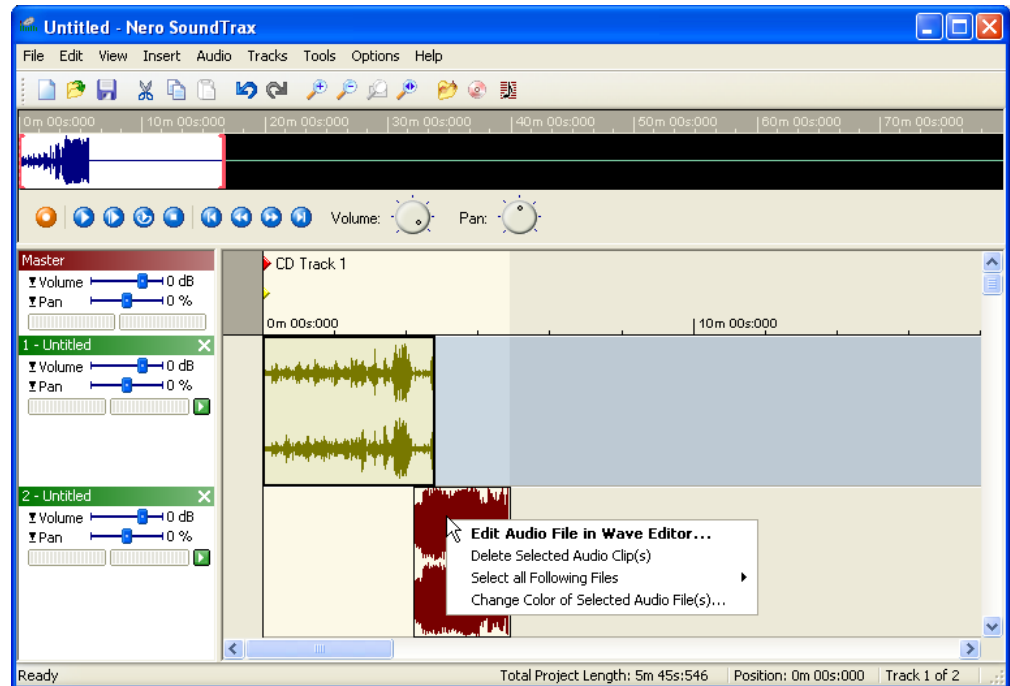 Untitled - Nero SoundTrax
File Edit View Insert Audio Tracks Tools Options Help
0m 00s:000 10m 00s:000 20m 00s:000 30m 00s:000 40m 00s:000 50m 00s:000 60m 00s:000 70m 00s:000
Volume: Pan:
Master
Volume 0 dB
Pan 0 %
CD Track 1
0m 00s:000 10m 00s:000
1 - Untitled
Volume 0 dB
Pan 0 %
2 - Untitled
Volume 0 dB
Pan 0 %
Edit Audio File in Wave Editor...
Delete Selected Audio Clip(s)
Select all Following Files
Change Color of Selected Audio File(s)...
Ready Total Project Length: 5m 45s:546 Position: 0m 00s:000 Track 1 of 2